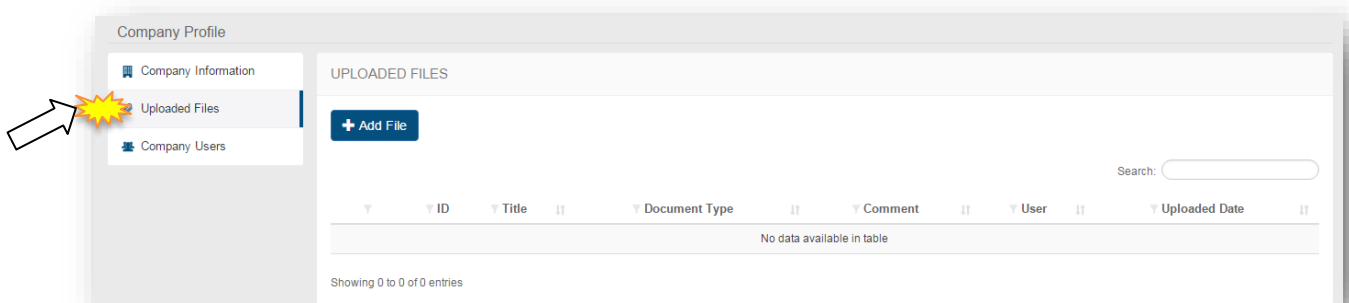 Company Profile
Company Information
Uploaded Files
Company Users
UPLOADED FILES
+ Add File
Search:
ID Title Document Type Comment User Uploaded Date
No data available in table
Showing 0 to 0 of 0 entries